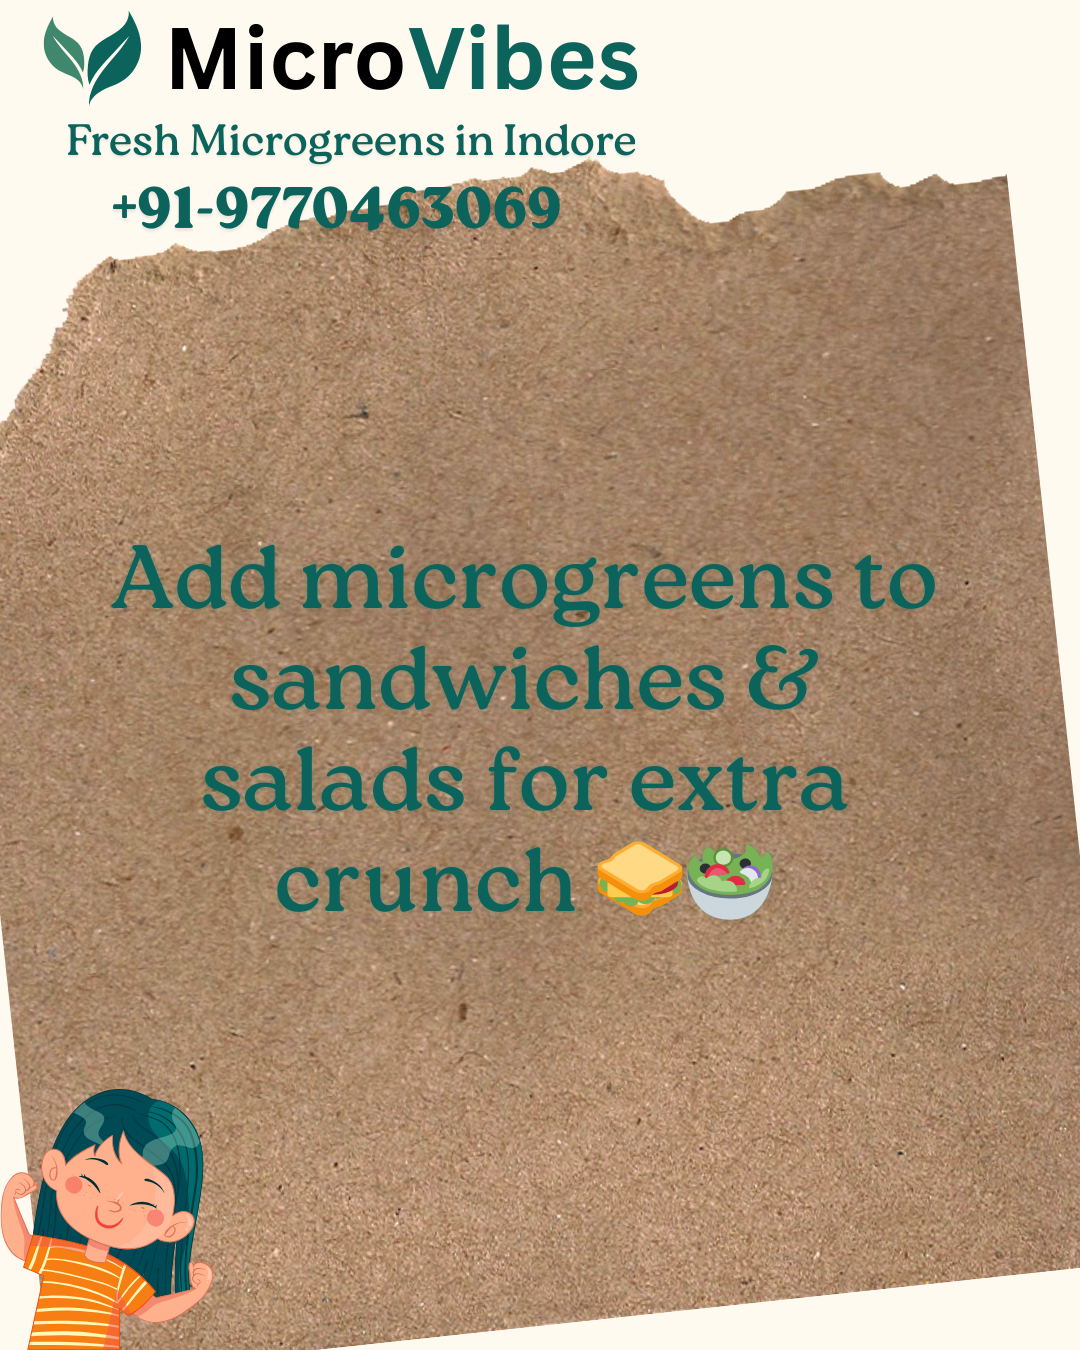 MicroVibes
Fresh Microgreens in Indore
+91-9770463069
Add microgreens to
sandwiches &
salads for extra
crunch 🥪🥗